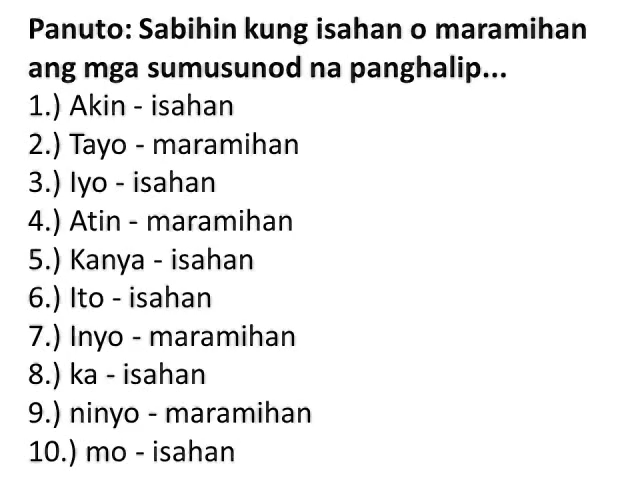 Panuto: Sabihin kung isahan o maramihan
ang mga sumusunod na panghalip...
1.) Akin - isahan
2.) Tayo - maramihan
3.) Iyo - isahan
4.) Atin - maramihan
5.) Kanya - isahan
6.) Ito - isahan
7.) Inyo - maramihan
8.) ka - isahan
9.) ninyo - maramihan
10.) mo - isahan